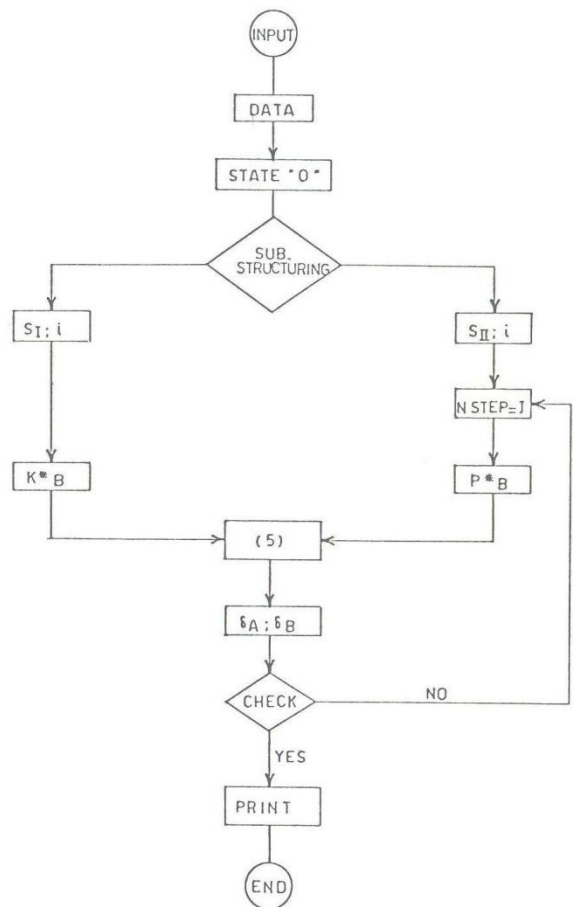 INPUT
DATA
STATE "0"
SUB-
STRUCTURING
SI; i
SII; i
N STEP=J
K* B
P* B
(5)
δA; δB
CHECK
NO
YES
PRINT
END